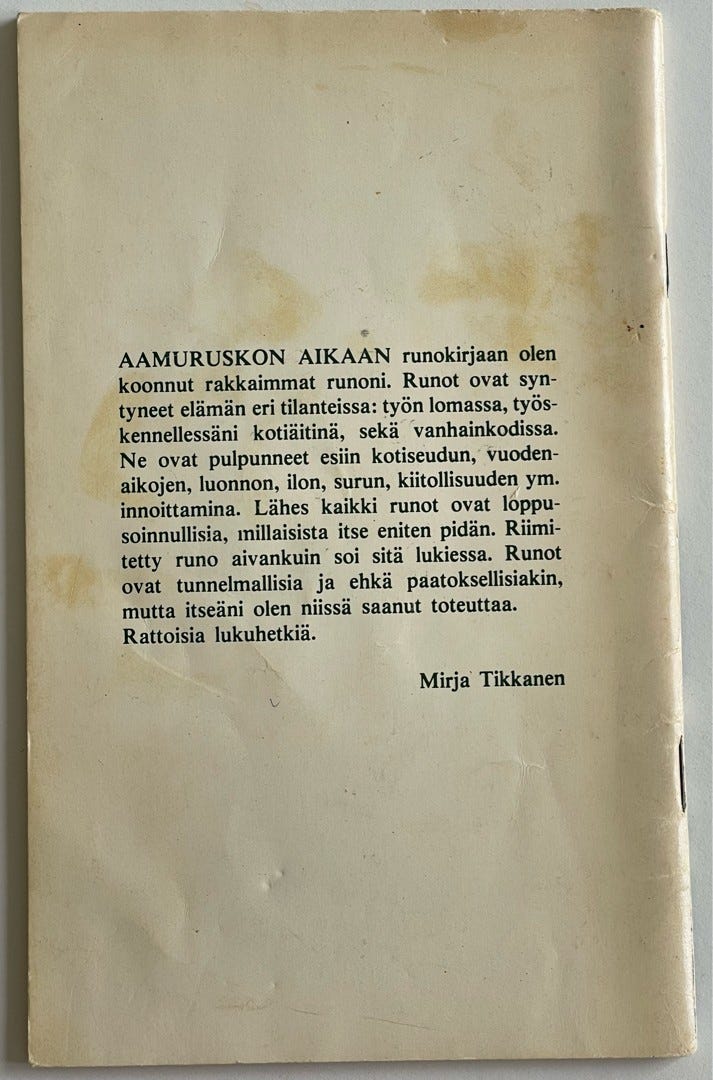 AAMURUSKON AIKAAN runokirjaan olen
koonnut rakkaimmat runoni. Runot ovat syn-
tyneet elämän eri tilanteissa: työn lomassa, työs-
kennellessäni kotiäitinä, sekä vanhainkodissa.
Ne ovat pulpunneet esiin kotiseudun, vuoden-
aikojen, luonnon, ilon, surun, kiitollisuuden ym.
innoittamina. Lähes kaikki runot ovat loppu-
soinnullisia, millaisista itse eniten pidän. Riimi-
tetty runo aivankuin soi sitä lukiessa. Runot
ovat tunnelmallisia ja ehkä paatoksellisiakin,
mutta itseäni olen niissä saanut toteuttaa.
Rattoisia lukuhetkiä.
Mirja Tikkanen